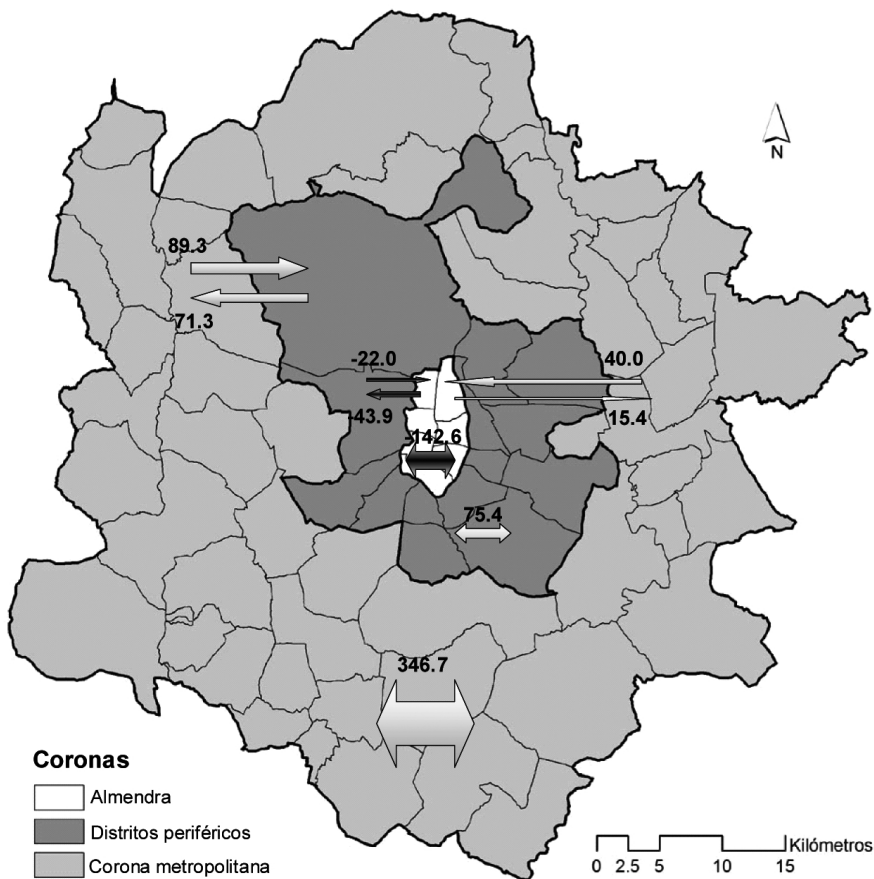 N
89.3
71.3
-22.0
40.0
-43.9
15.4
-142.6
75.4
346.7
Coronas
Almendra
Distritos periféricos
Corona metropolitana
Kilómetros
0 2.5 5 10 15